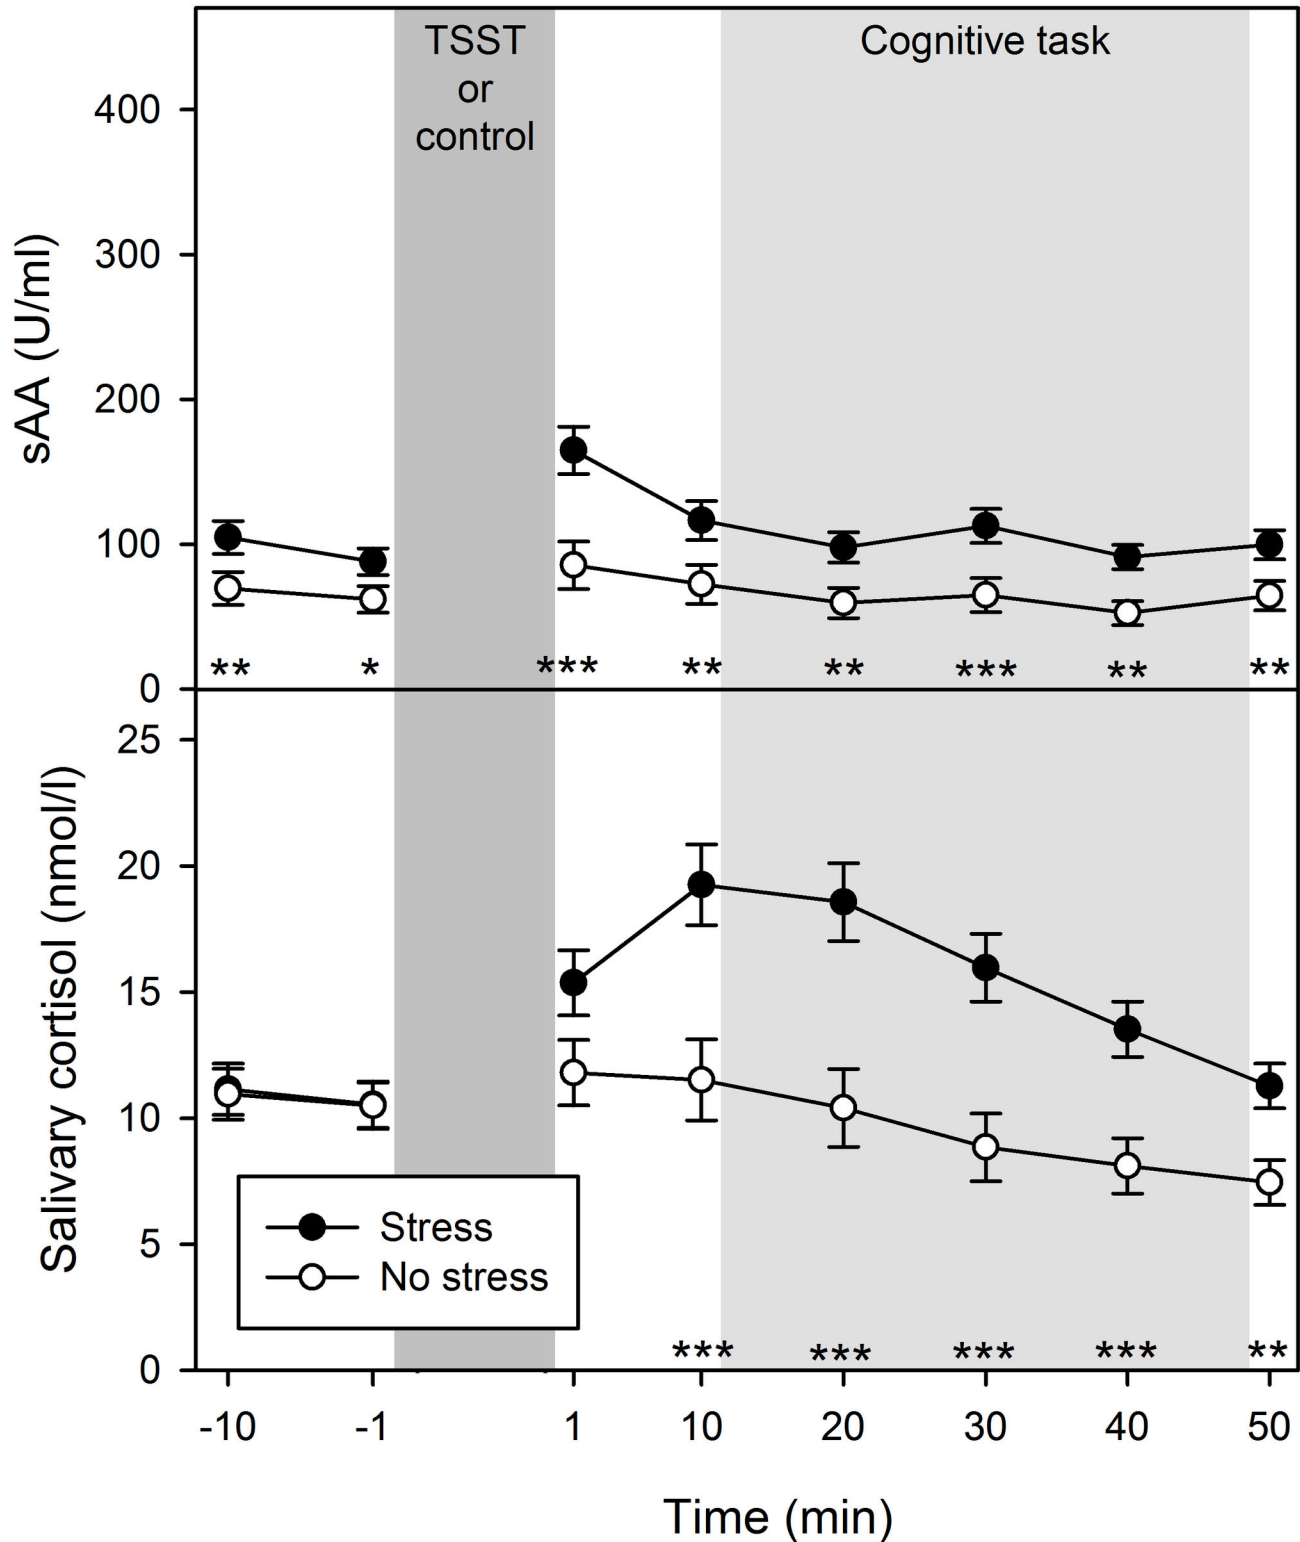 TSST
or
control
Cognitive task
sAA (U/ml)
400
300
200
100
0
** * *** ** ** *** ** **
Salivary cortisol (nmol/l)
25
20
15
10
5
0
Stress
No stress
*** *** *** *** **
-10 -1 1 10 20 30 40 50
Time (min)